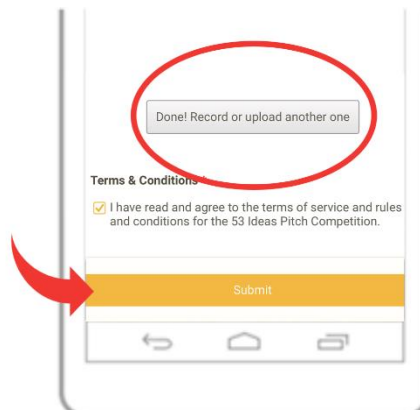 Done! Record or upload another one
Terms & Conditions *
I have read and agree to the terms of service and rules
and conditions for the 53 Ideas Pitch Competition.
Submit